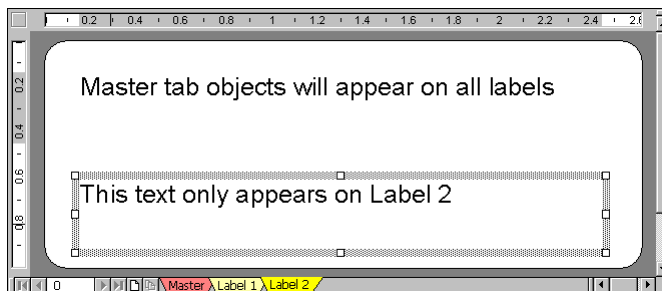 0.2 0.4 0.6 0.8 1 1.2 1.4 1.6 1.8 2 2.2 2.4 2.6
0.2
0.4
0.6
0.8
Master tab objects will appear on all labels
This text only appears on Label 2
0 Master Label 1 Label 2